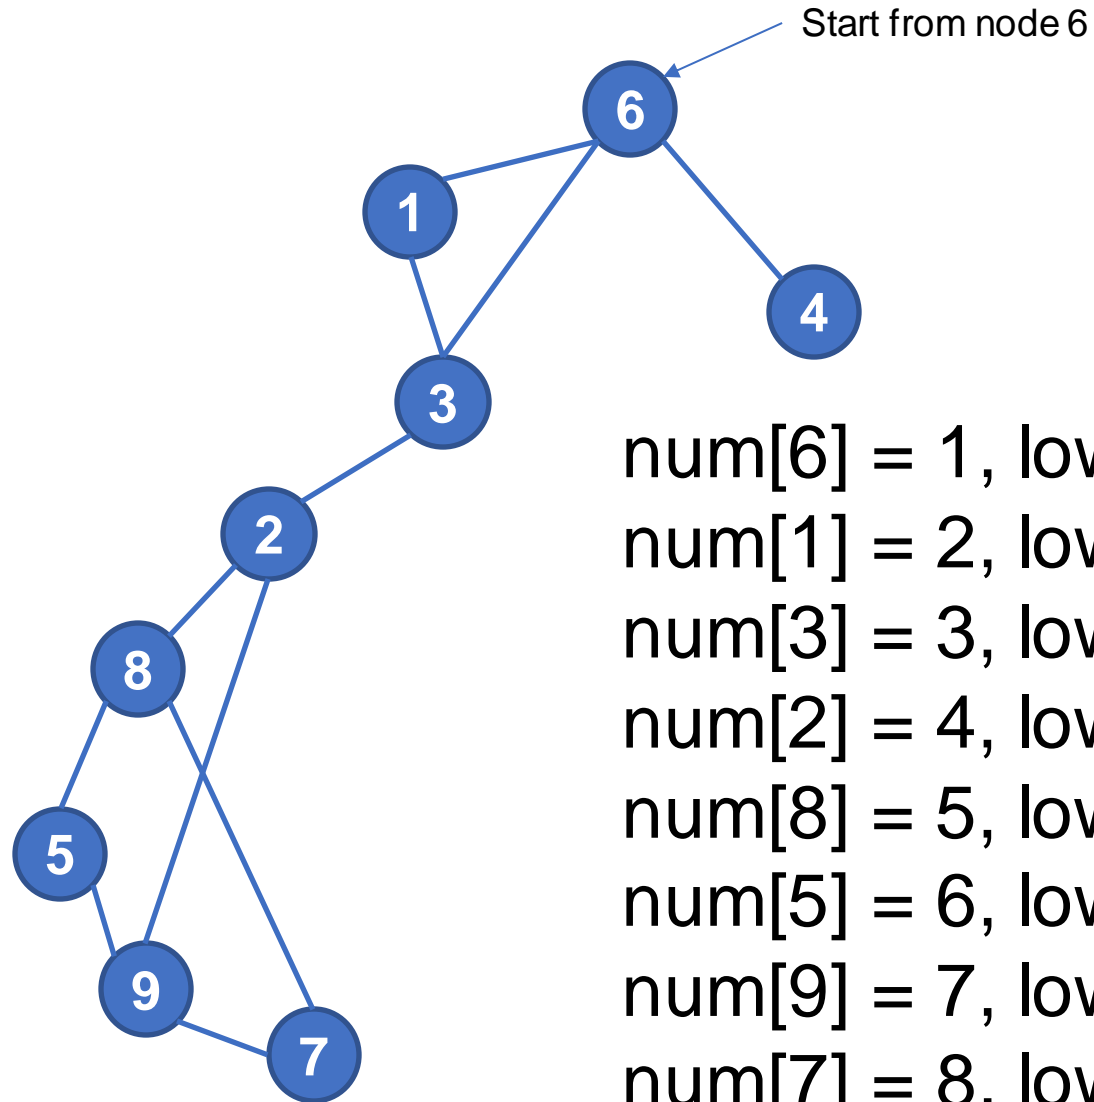 Start from node 6
6
1
4
3
2
8
5
9
7
num[6] = 1, lo
num[1] = 2, lo
num[3] = 3, lo
num[2] = 4, lo
num[8] = 5, lo
num[5] = 6, lo
num[9] = 7, lo
num[7] = 8, lo